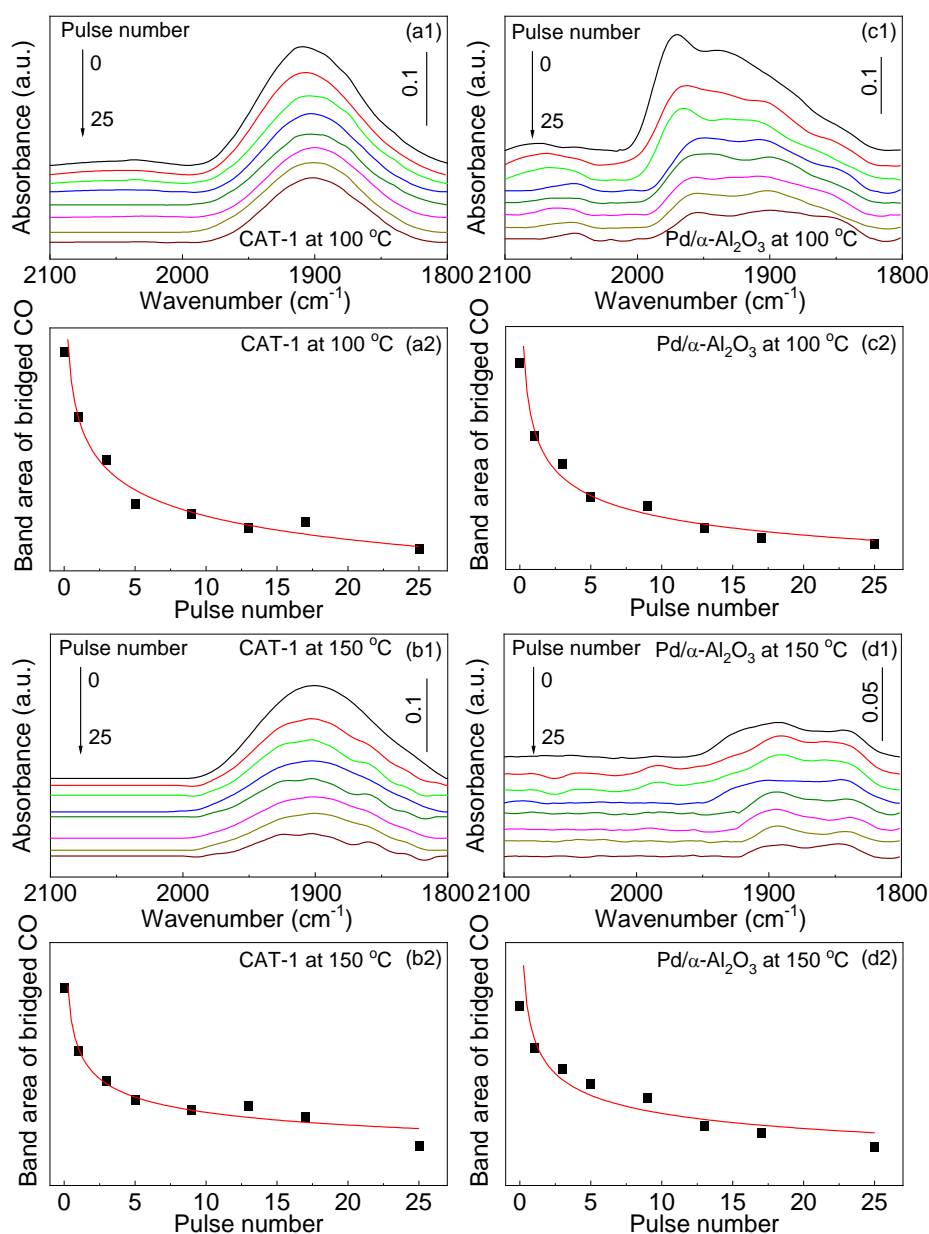 Pulse number
0
25
(a1)
0.1
Absorbance (a.u.)
CAT-1 at 100 °C
2100 2000 1900 1800
Wavenumber (cm⁻¹)
Pulse number
0
25
(c1)
0.1
Absorbance (a.u.)
Pd/α-Al₂O₃ at 100 °C
2100 2000 1900 1800
Wavenumber (cm⁻¹)
CAT-1 at 100 °C (a2)
Band area of bridged CO
0 5 10 15 20 25
Pulse number
Pd/α-Al₂O₃ at 100 °C (c2)
Band area of bridged CO
0 5 10 15 20 25
Pulse number
Pulse number
0
25
CAT-1 at 150 °C (b1)
0.1
Absorbance (a.u.)
2100 2000 1900 1800
Wavenumber (cm⁻¹)
Pulse number
0
25
Pd/α-Al₂O₃ at 150 °C (d1)
0.05
Absorbance (a.u.)
2100 2000 1900 1800
Wavenumber (cm⁻¹)
CAT-1 at 150 °C (b2)
Band area of bridged CO
0 5 10 15 20 25
Pulse number
Pd/α-Al₂O₃ at 150 °C (d2)
Band area of bridged CO
0 5 10 15 20 25
Pulse number